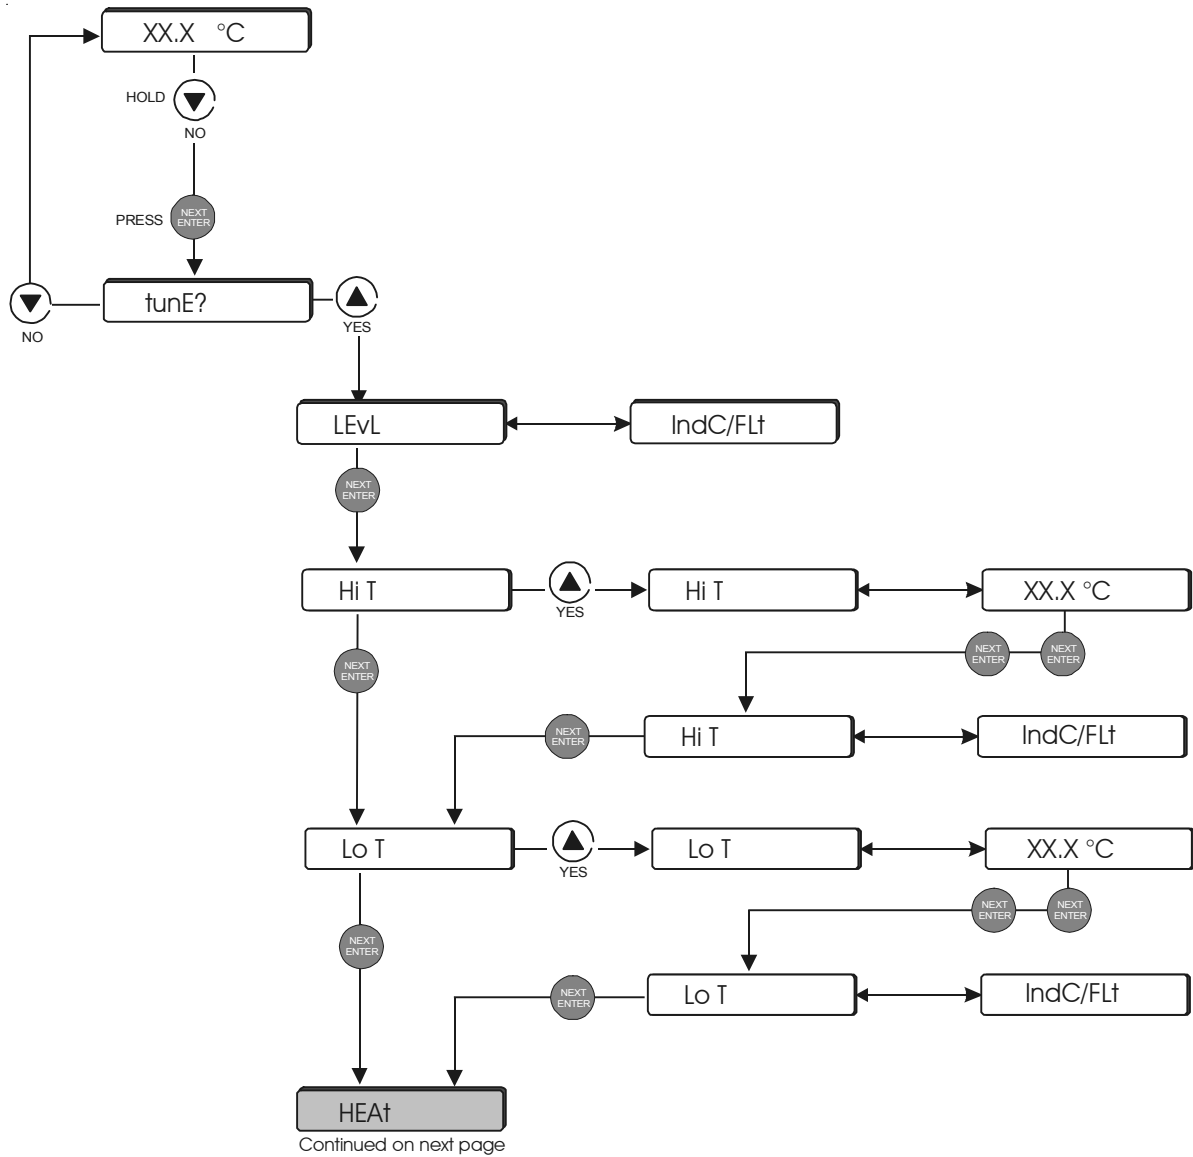 XX.X °C
HOLD
NO
PRESS
NEXT
ENTER
tunE?
NO
YES
LEvL
IndC/FLt
NEXT
ENTER
Hi T
YES
Hi T
XX.X °C
NEXT
ENTER
NEXT
ENTER
NEXT
ENTER
Hi T
IndC/FLt
NEXT
ENTER
Lo T
YES
Lo T
XX.X °C
NEXT
ENTER
NEXT
ENTER
NEXT
ENTER
Lo T
IndC/FLt
NEXT
ENTER
HEAt
Continued on next page